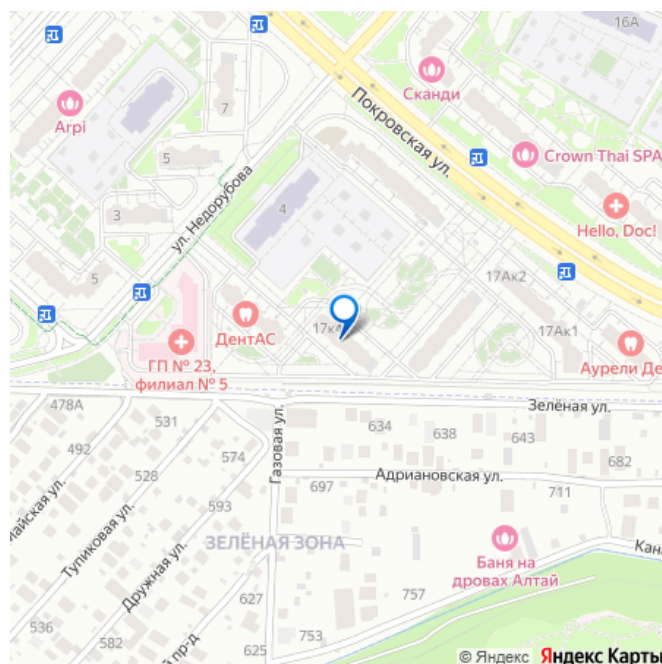 16А
Сканди
Arpi
7
Покровская ул.
5
Crown Thai SPA
ул. Недорубова
3
4
Hello, Doc!
5
17Ак2
ДентАС
17Ак1
ГП № 23,
филиал № 5
Аурели Де
478А
531
Зелёная ул.
634
638
643
492
574
Газовая ул.
682
528
697
Адриановская ул.
711
593
Тупиковая ул.
Дружная ул.
ЗЕЛЁНАЯ ЗОНА
Баня на
дровах Алтай
Кан
627
757
536
582
625
753
й пр-д
© Яндекс Яндекс Карты